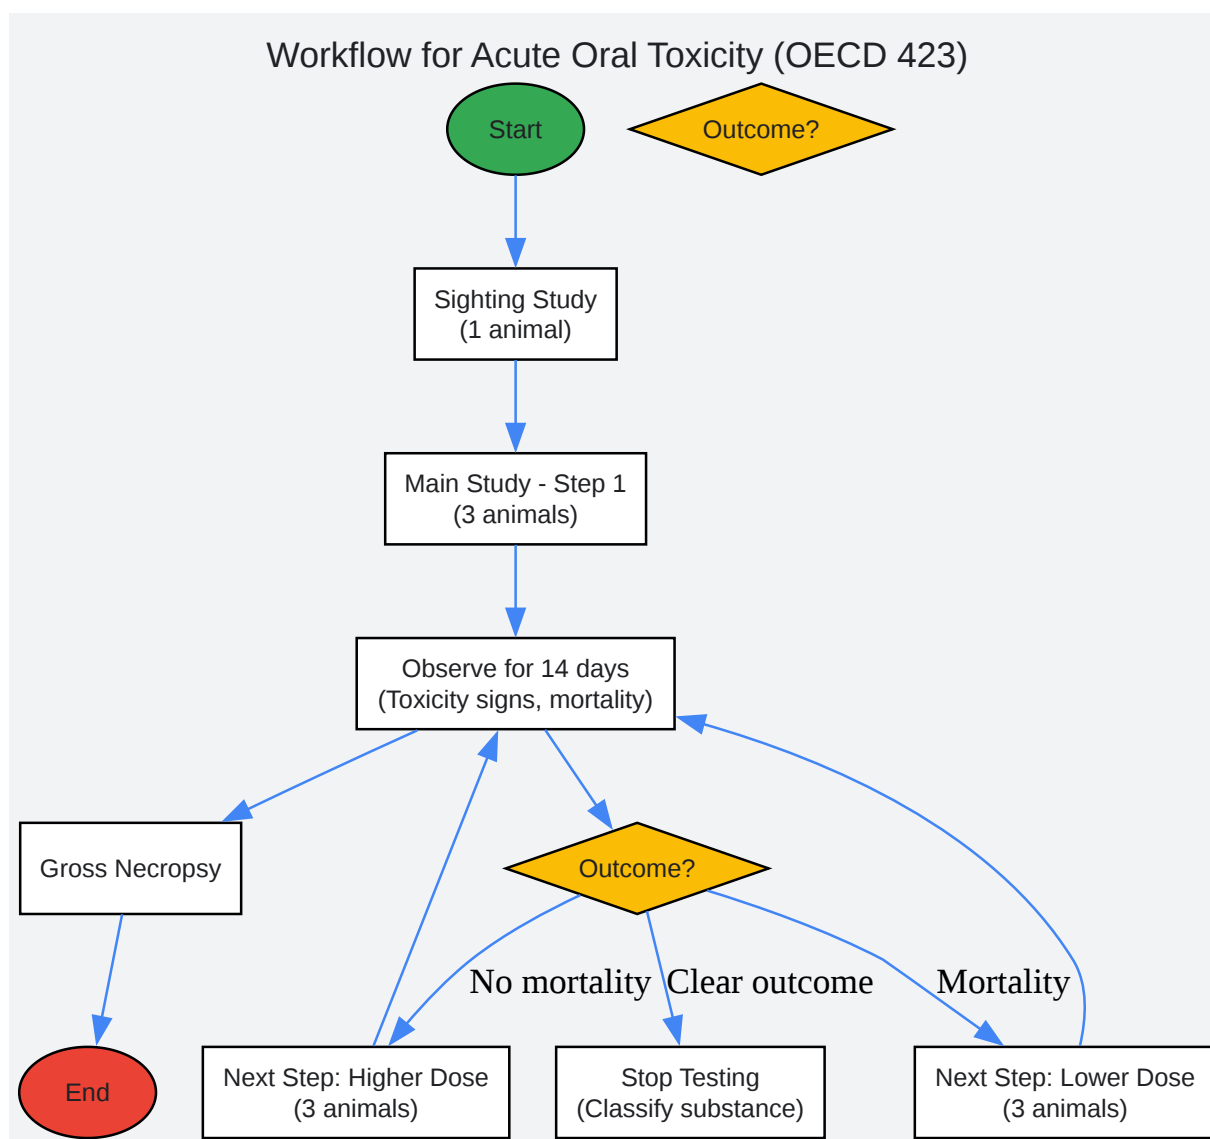 Workflow for Acute Oral Toxicity (OECD 423)
Start
Outcome?
Sighting Study
(1 animal)
Main Study - Step 1
(3 animals)
Observe for 14 days
(Toxicity signs, mortality)
Gross Necropsy
Outcome?
No mortality
Clear outcome
Mortality
End
Next Step: Higher Dose
(3 animals)
Stop Testing
(Classify substance)
Next Step: Lower Dose
(3 animals)